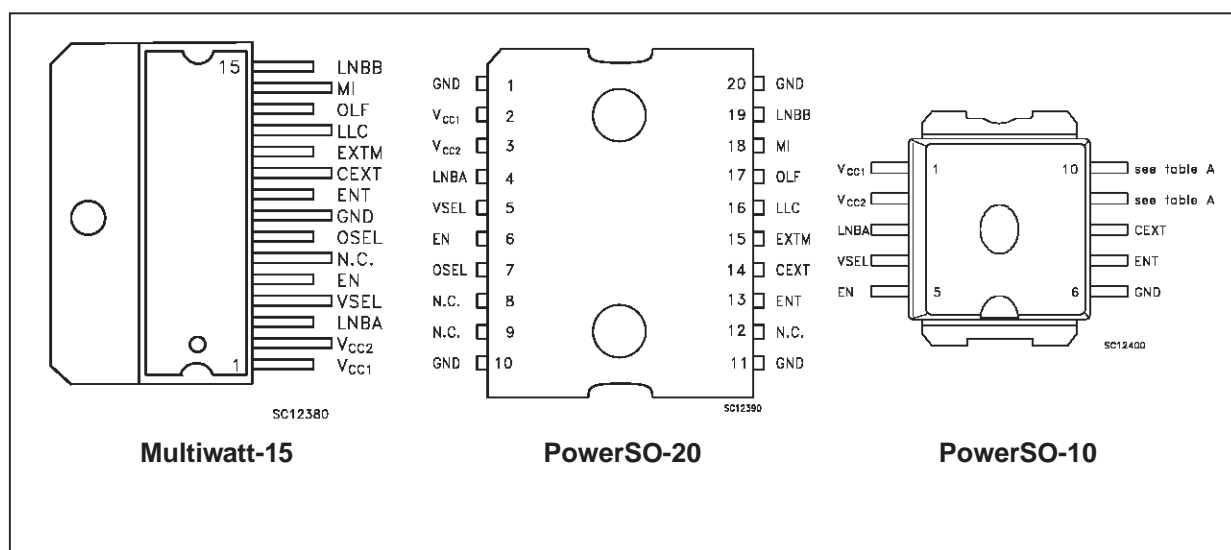 15
LNBB
MI
OLF
LLC
EXTM
CEXT
ENT
GND
OSEL
N.C.
EN
VSEL
LNBA
VCC2
1 VCC1
SC12380
Multiwatt-15
GND 1 20 GND
VCC1 2 19 LNBB
VCC2 3 18 MI
LNBA 4 17 OLF
VSEL 5 16 LLC
EN 6 15 EXTM
OSEL 7 14 CEXT
N.C. 8 13 ENT
N.C. 9 12 N.C.
GND 10 11 GND
SC12390
PowerSO-20
VCC1 1 10 see table A
VCC2 see table A
LNBA CEXT
VSEL ENT
EN 5 6 GND
SC12400
PowerSO-10